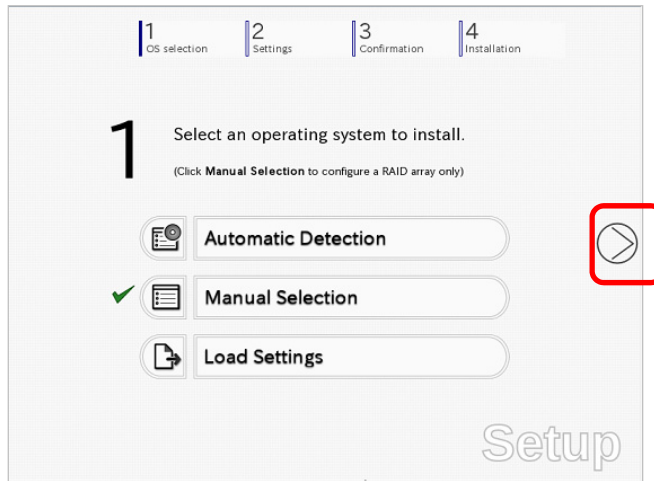 1
OS selection
2
Settings
3
Confirmation
4
Installation
1
Select an operating system to install.
(Click Manual Selection to configure a RAID array only)
Automatic Detection
Manual Selection
Load Settings
Setup